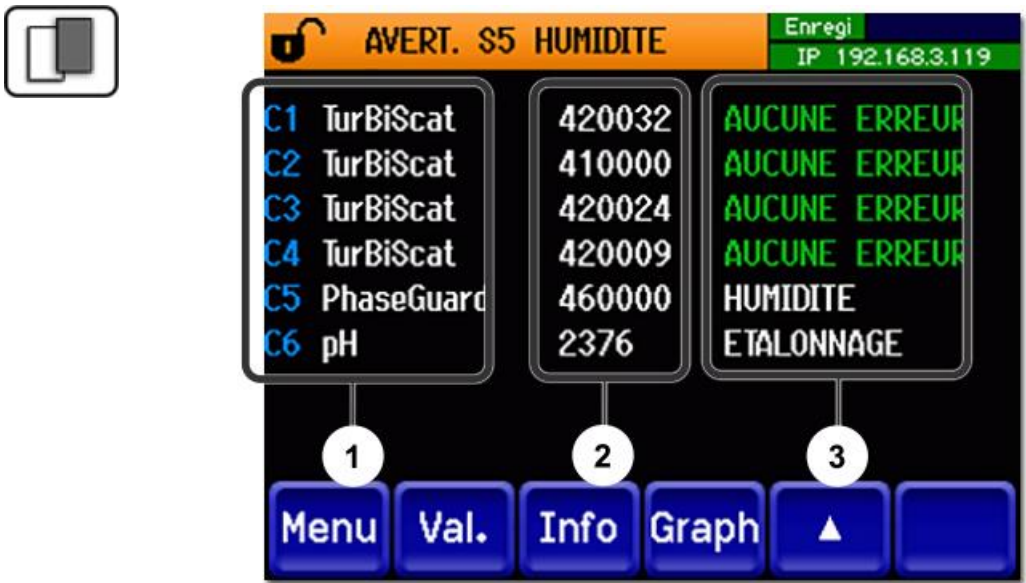 AVERT. S5 HUMIDITE
Enregi
IP 192.168.3.119
C1 TurBiScat 420032 AUCUNE ERREUR
C2 TurBiScat 410000 AUCUNE ERREUR
C3 TurBiScat 420024 AUCUNE ERREUR
C4 TurBiScat 420009 AUCUNE ERREUR
C5 PhaseGuard 460000 HUMIDITE
C6 pH 2376 ETALONNAGE
1 2 3
Menu Val. Info Graph ▲